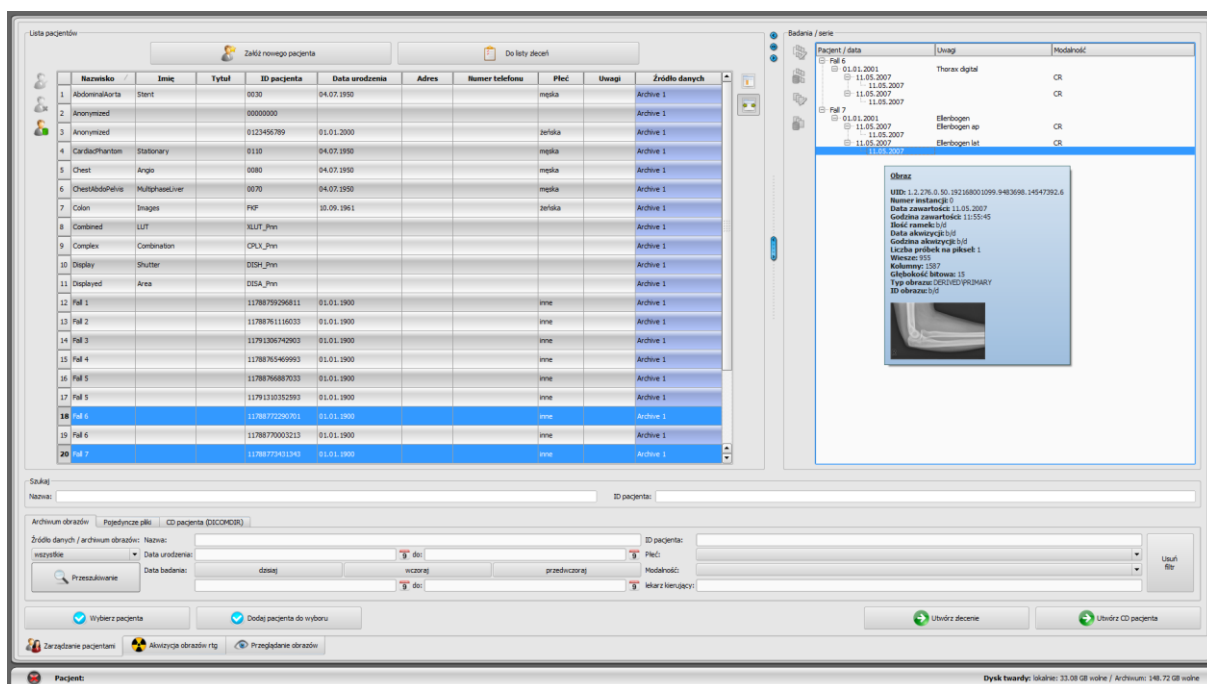 Lista pacjentów
Załóż nowego pacjenta
Do listy zleceń
Nazwisko Imię Tytuł ID pacjenta Data urodzenia Adres Numer telefonu Płeć Uwagi Źródło danych
1 AbdominalAorta Stent 0030 04.07.1950 męska Archive 1
2 Anonymized 00000000 Archive 1
3 Anonymized 0123456789 01.01.2000 żeńska Archive 1
4 CardiacPhantom Stationary 0110 04.07.1950 męska Archive 1
5 Chest Angio 0080 04.07.1950 męska Archive 1
6 ChestAbdoPelvis MultiphaseLiver 0070 04.07.1950 męska Archive 1
7 Colon Images FKF 10.09.1961 żeńska Archive 1
8 Combined LUT XLUT_Pnn Archive 1
9 Complex Combination CPLX_Pnn Archive 1
10 Display Shutter DISH_Pnn Archive 1
11 Displayed Area DISA_Pnn Archive 1
12 Fall 1 11788759296811 01.01.1900 inne Archive 1
13 Fall 2 11788761116033 01.01.1900 inne Archive 1
14 Fall 3 11791306742903 01.01.1900 inne Archive 1
15 Fall 4 11788765469993 01.01.1900 inne Archive 1
16 Fall 5 11788766887033 01.01.1900 inne Archive 1
17 Fall 5 11791310352593 01.01.1900 inne Archive 1
18 Fall 6 11788772290701 01.01.1900 inne Archive 1
19 Fall 6 11788770003213 01.01.1900 inne Archive 1
20 Fall 7 11788773431343 01.01.1900 inne Archive 1
Badania / serie
Pacjent / data Uwagi Modalność
Fall 6
01.01.2001 Thorax digital
11.05.2007 CR
11.05.2007
11.05.2007 CR
11.05.2007
Fall 7
01.01.2001 Ellenbogen
11.05.2007 Ellenbogen ap CR
11.05.2007
11.05.2007 Ellenbogen lat CR
11.05.2007
Obraz
UID: 1.2.276.0.50.192168001099.9483698.14547392.6
Numer instancji: 0
Data zawartości: 11.05.2007
Godzina zawartości: 11:55:45
Ilość ramek: b/d
Data akwizycji: b/d
Godzina akwizycji: b/d
Liczba próbek na piksel: 1
Wiesze: 955
Kolumny: 1587
Głębokość bitowa: 15
Typ obrazu: DERIVED\PRIMARY
ID obrazu: b/d
Szukaj
Nazwa: ID pacjenta:
Archiwum obrazów Pojedyncze pliki CD pacjenta (DICOMDIR)
Źródło danych / archiwum obrazów: Nazwa: ID pacjenta:
wszystkie Data urodzenia: 9 do: 9 Płeć:
Przeszukiwanie Data badania: dzisiaj wczoraj przedwczoraj Modalność:
9 do: 9 lekarz kierujący:
Usuń
filtr
Wybierz pacjenta Dodaj pacjenta do wyboru Utwórz zlecenie Utwórz CD pacjenta
Zarządzanie pacjentami Akwizycja obrazów rtg Przeglądanie obrazów
Pacjent: Dysk twardy: lokalnie: 33.08 GB wolne / Archiwum: 148.72 GB wolne